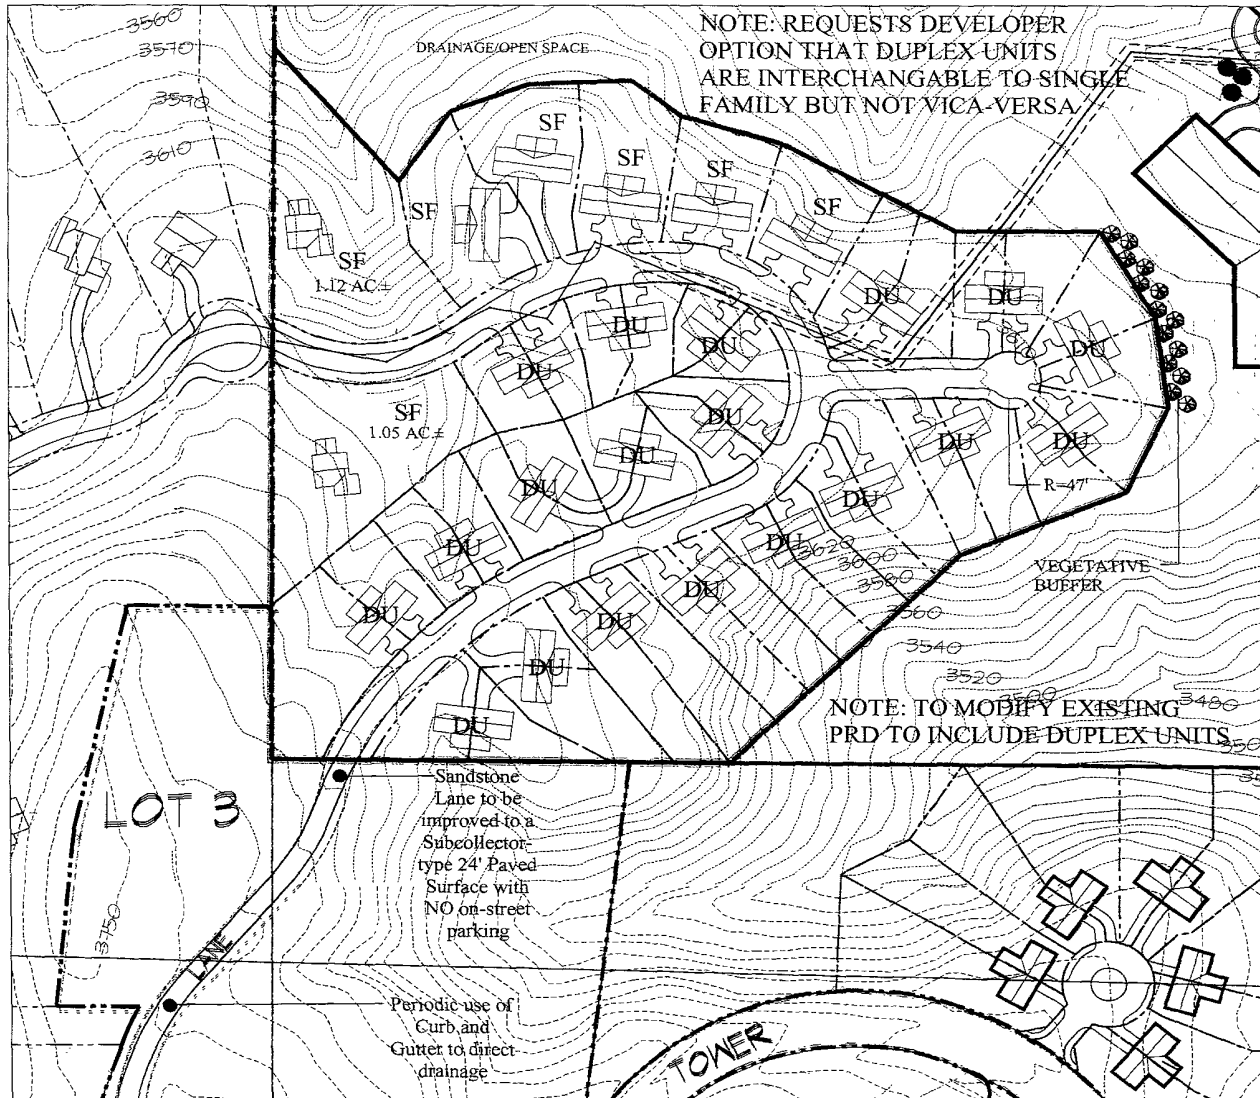 3560
3570
3590
3610
DRAINAGE/OPEN SPACE
NOTE: REQUESTS DEVELOPER
OPTION THAT DUPLEX UNITS
ARE INTERCHANGABLE TO SINGLE
FAMILY BUT NOT VICA-VERSA
SF
SF
SF
SF
SF
SF
1.12 AC.±
DU
DU
DU
DU
DU
DU
DU
SF
1.05 AC.±
DU
DU
DU
DU
DU
R=47'
DU
DU
DU
3620
3600
3580
VEGETATIVE
BUFFER
DU
DU
DU
3560
3540
3520
3500
3480
DU
DU
NOTE: TO MODIFY EXISTING
PRD TO INCLUDE DUPLEX UNITS
LOT 3
Sandstone
Lane to be
improved to a
Subcollector-
type 24' Paved
Surface with
NO on-street
parking
3750
LANE
Periodic use of
Curb and
Gutter to direct
drainage
TOWER